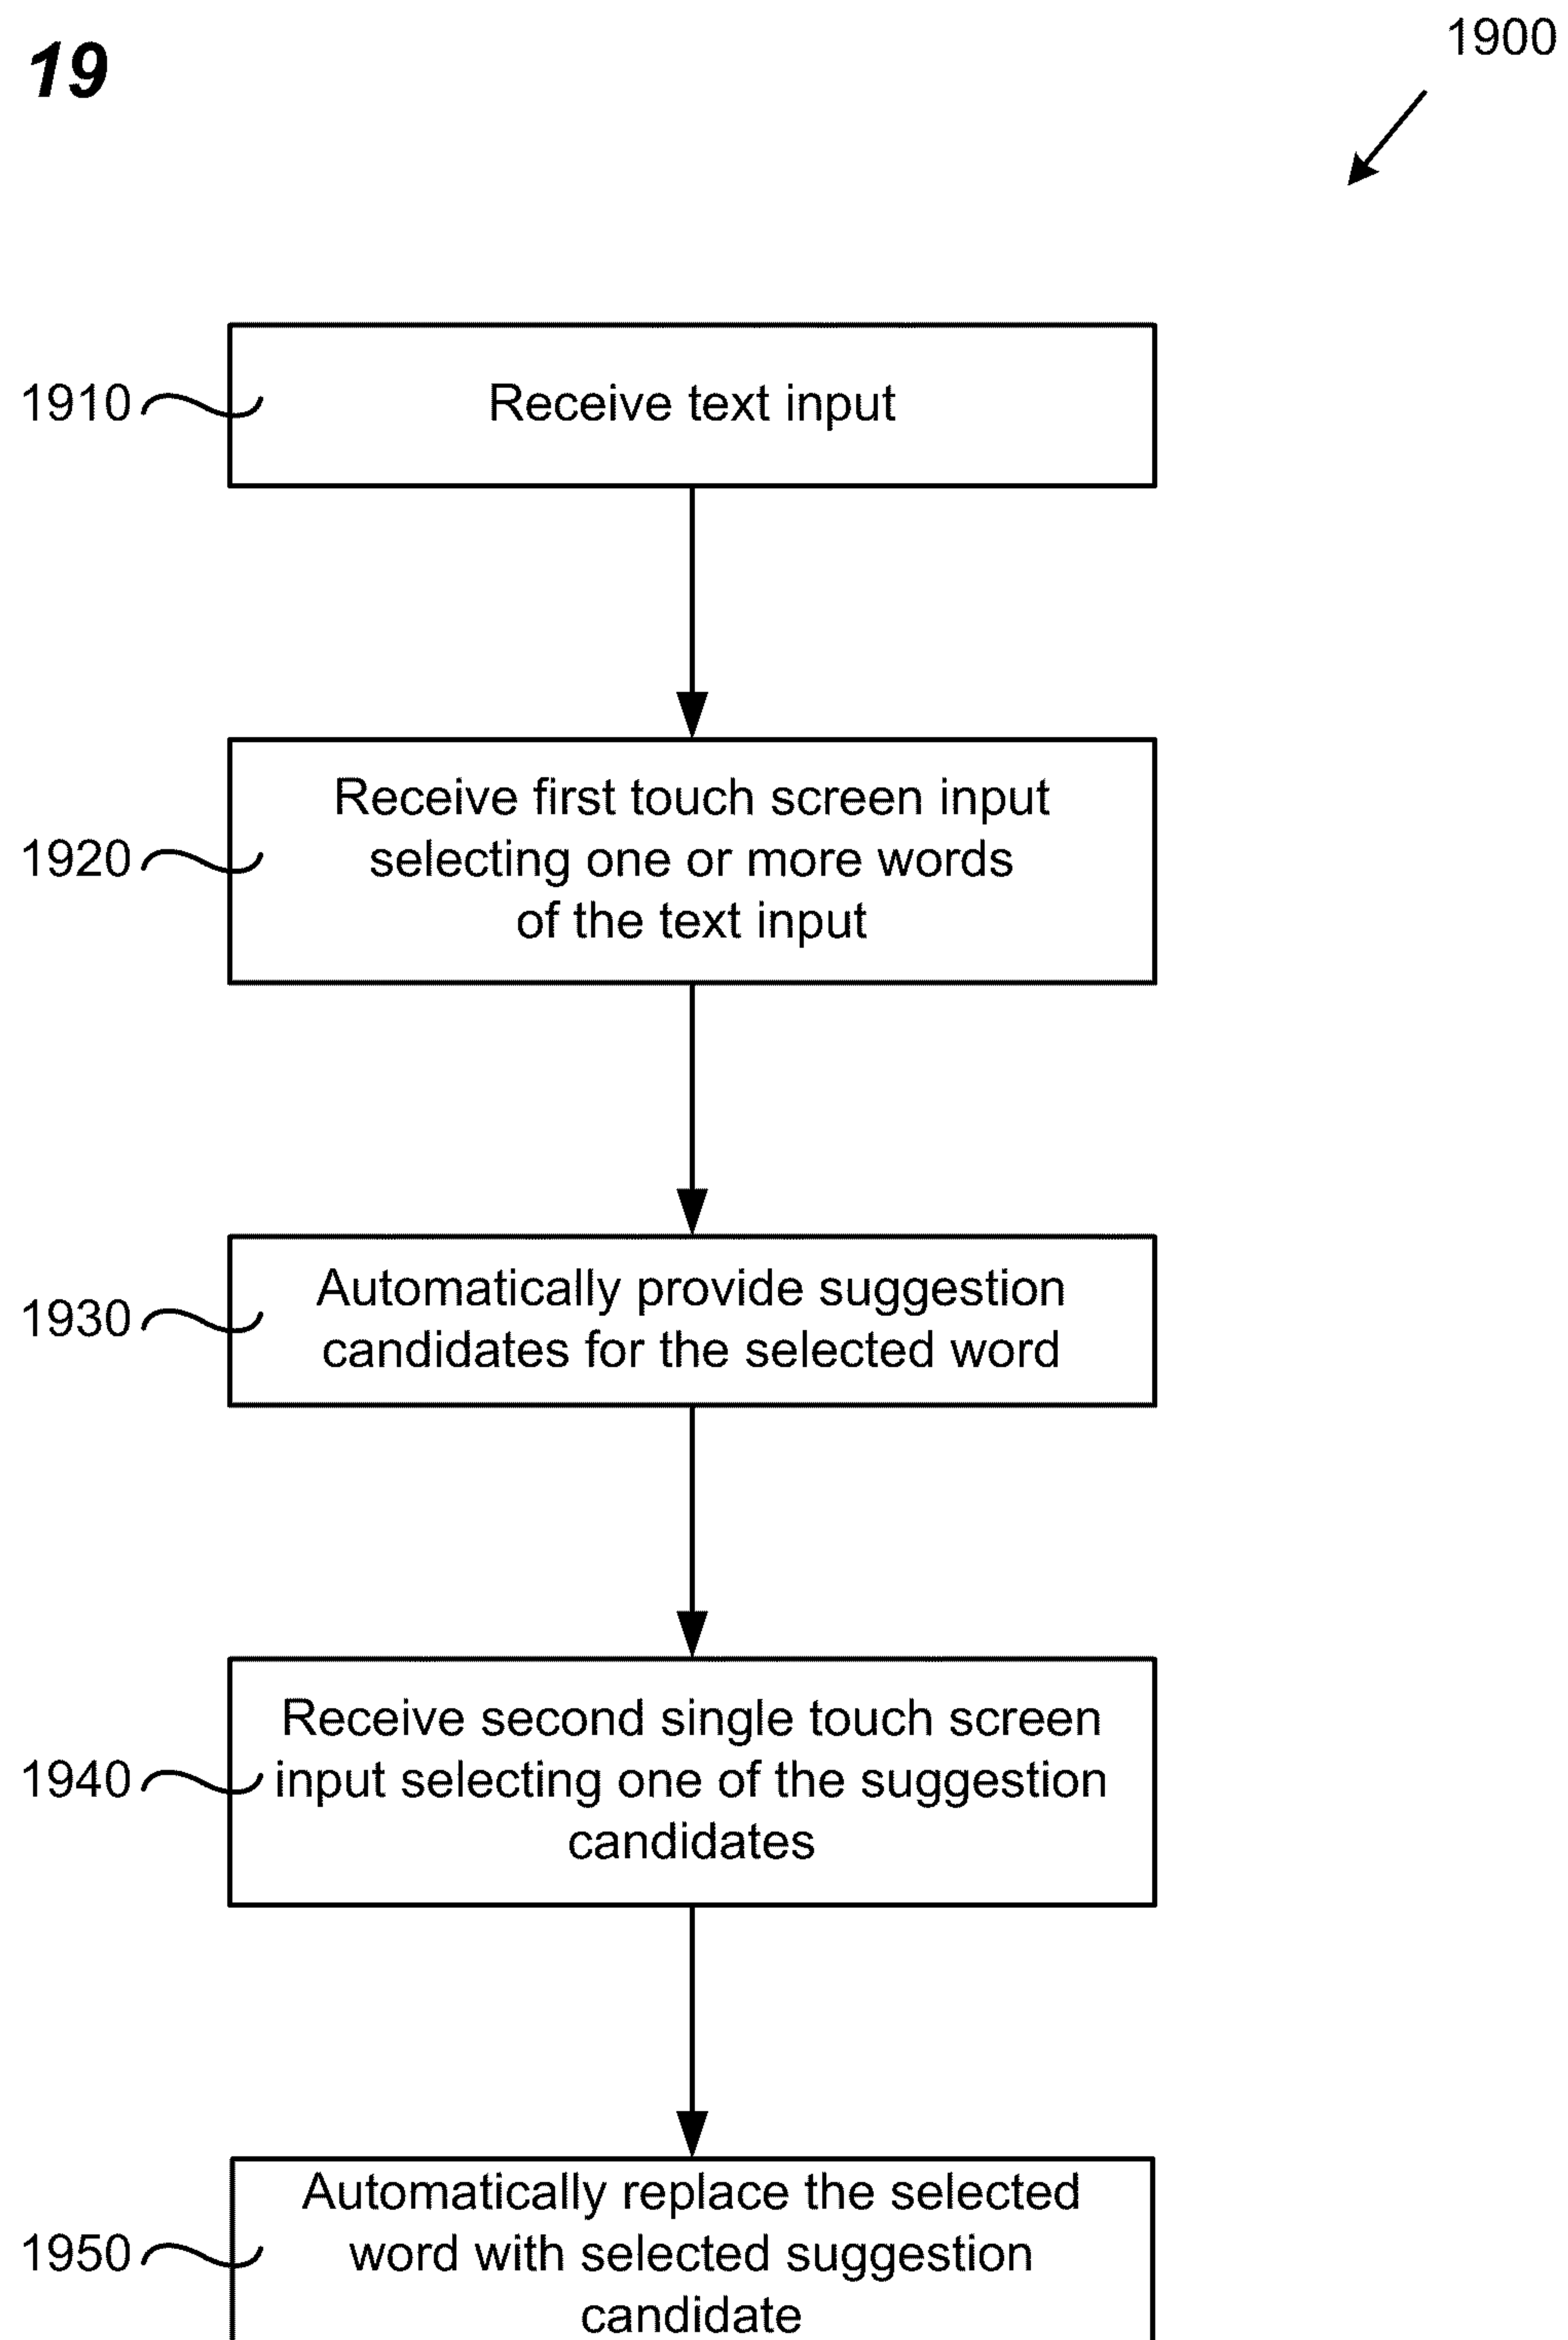 19
1900
1910
Receive text input
Receive first touch screen input
1920
selecting one or more words
of the text input
Automatically provide suggestion
1930
candidates for the selected word
Receive second single touch screen
1940
input selecting one of the suggestion
candidates
Automatically replace the selected
1950
word with selected suggestion
candidate